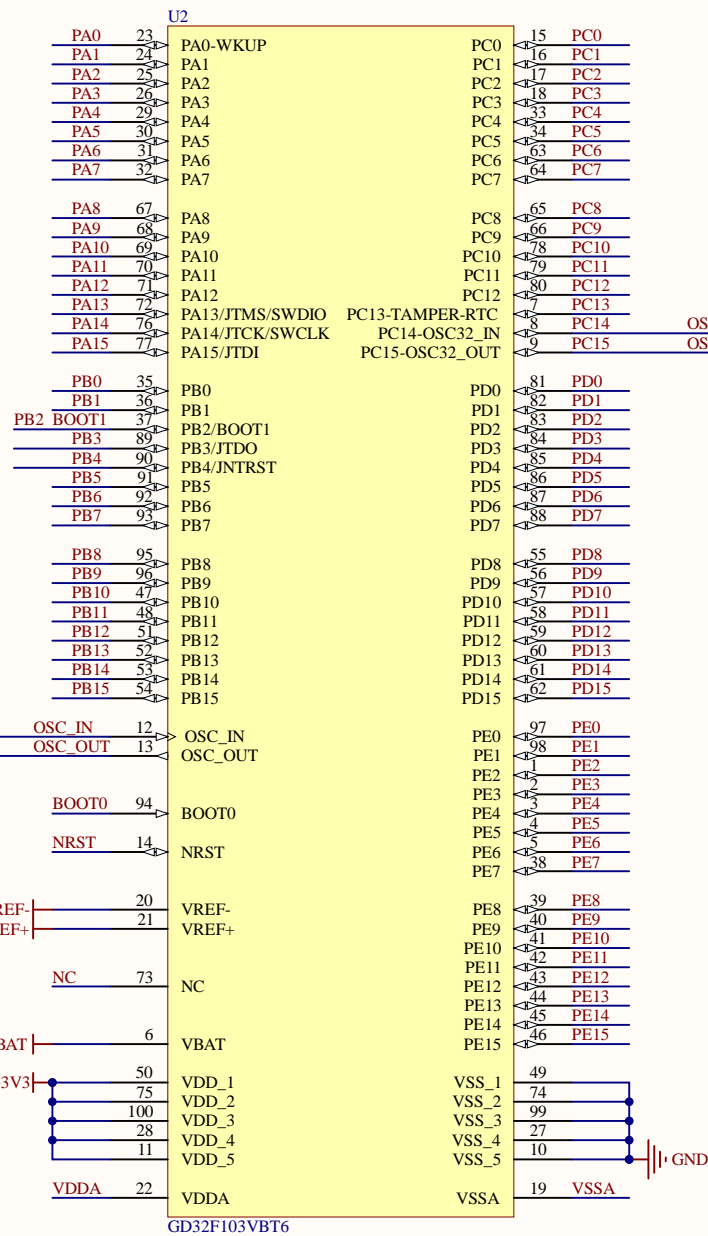 U2
PA0 23 PA0-WKUP PC0 15 PC0
PA1 24 PA1 PC1 16 PC1
PA2 25 PA2 PC2 17 PC2
PA3 26 PA3 PC3 18 PC3
PA4 29 PA4 PC4 33 PC4
PA5 30 PA5 PC5 34 PC5
PA6 31 PA6 PC6 63 PC6
PA7 32 PA7 PC7 64 PC7
PA8 67 PA8 PC8 65 PC8
PA9 68 PA9 PC9 66 PC9
PA10 69 PA10 PC10 78 PC10
PA11 70 PA11 PC11 79 PC11
PA12 71 PA12 PC12 80 PC12
PA13 72 PA13/JTMS/SWDIO PC13-TAMPER-RTC 7 PC13
PA14 76 PA14/JTCK/SWCLK PC14-OSC32_IN 8 PC14 OS
PA15 77 PA15/JTDI PC15-OSC32_OUT 9 PC15 OS
PB0 35 PB0 PD0 81 PD0
PB1 36 PB1 PD1 82 PD1
PB2 BOOT1 37 PB2/BOOT1 PD2 83 PD2
PB3 89 PB3/JTDO PD3 84 PD3
PB4 90 PB4/JNTRST PD4 85 PD4
PB5 91 PB5 PD5 86 PD5
PB6 92 PB6 PD6 87 PD6
PB7 93 PB7 PD7 88 PD7
PB8 95 PB8 PD8 55 PD8
PB9 96 PB9 PD9 56 PD9
PB10 47 PB10 PD10 57 PD10
PB11 48 PB11 PD11 58 PD11
PB12 51 PB12 PD12 59 PD12
PB13 52 PB13 PD13 60 PD13
PB14 53 PB14 PD14 61 PD14
PB15 54 PB15 PD15 62 PD15
OSC_IN 12 OSC_IN PE0 97 PE0
OSC_OUT 13 OSC_OUT PE1 98 PE1
PE2 1 PE2
PE3 2 PE3
BOOT0 94 BOOT0 PE4 3 PE4
PE5 4 PE5
NRST 14 NRST PE6 5 PE6
PE7 38 PE7
REF- 20 VREF- PE8 39 PE8
EF+ 21 VREF+ PE9 40 PE9
PE10 41 PE10
PE11 42 PE11
NC 73 NC PE12 43 PE12
PE13 44 PE13
PE14 45 PE14
BAT 6 VBAT PE15 46 PE15
3V3 50 VDD_1 VSS_1 49
75 VDD_2 VSS_2 74
100 VDD_3 VSS_3 99
28 VDD_4 VSS_4 27
11 VDD_5 VSS_5 10 GND
VDDA 22 VDDA VSSA 19 VSSA
GD32F103VBT6